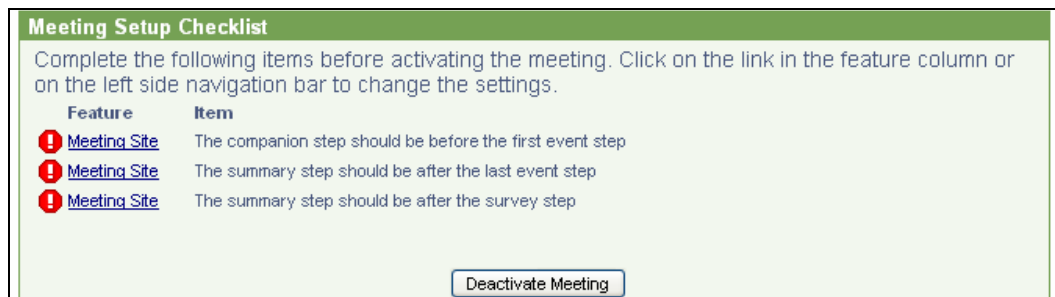 Meeting Setup Checklist
Complete the following items before activating the meeting. Click on the link in the feature column or
on the left side navigation bar to change the settings.
Feature Item
Meeting Site The companion step should be before the first event step
Meeting Site The summary step should be after the last event step
Meeting Site The summary step should be after the survey step
Deactivate Meeting